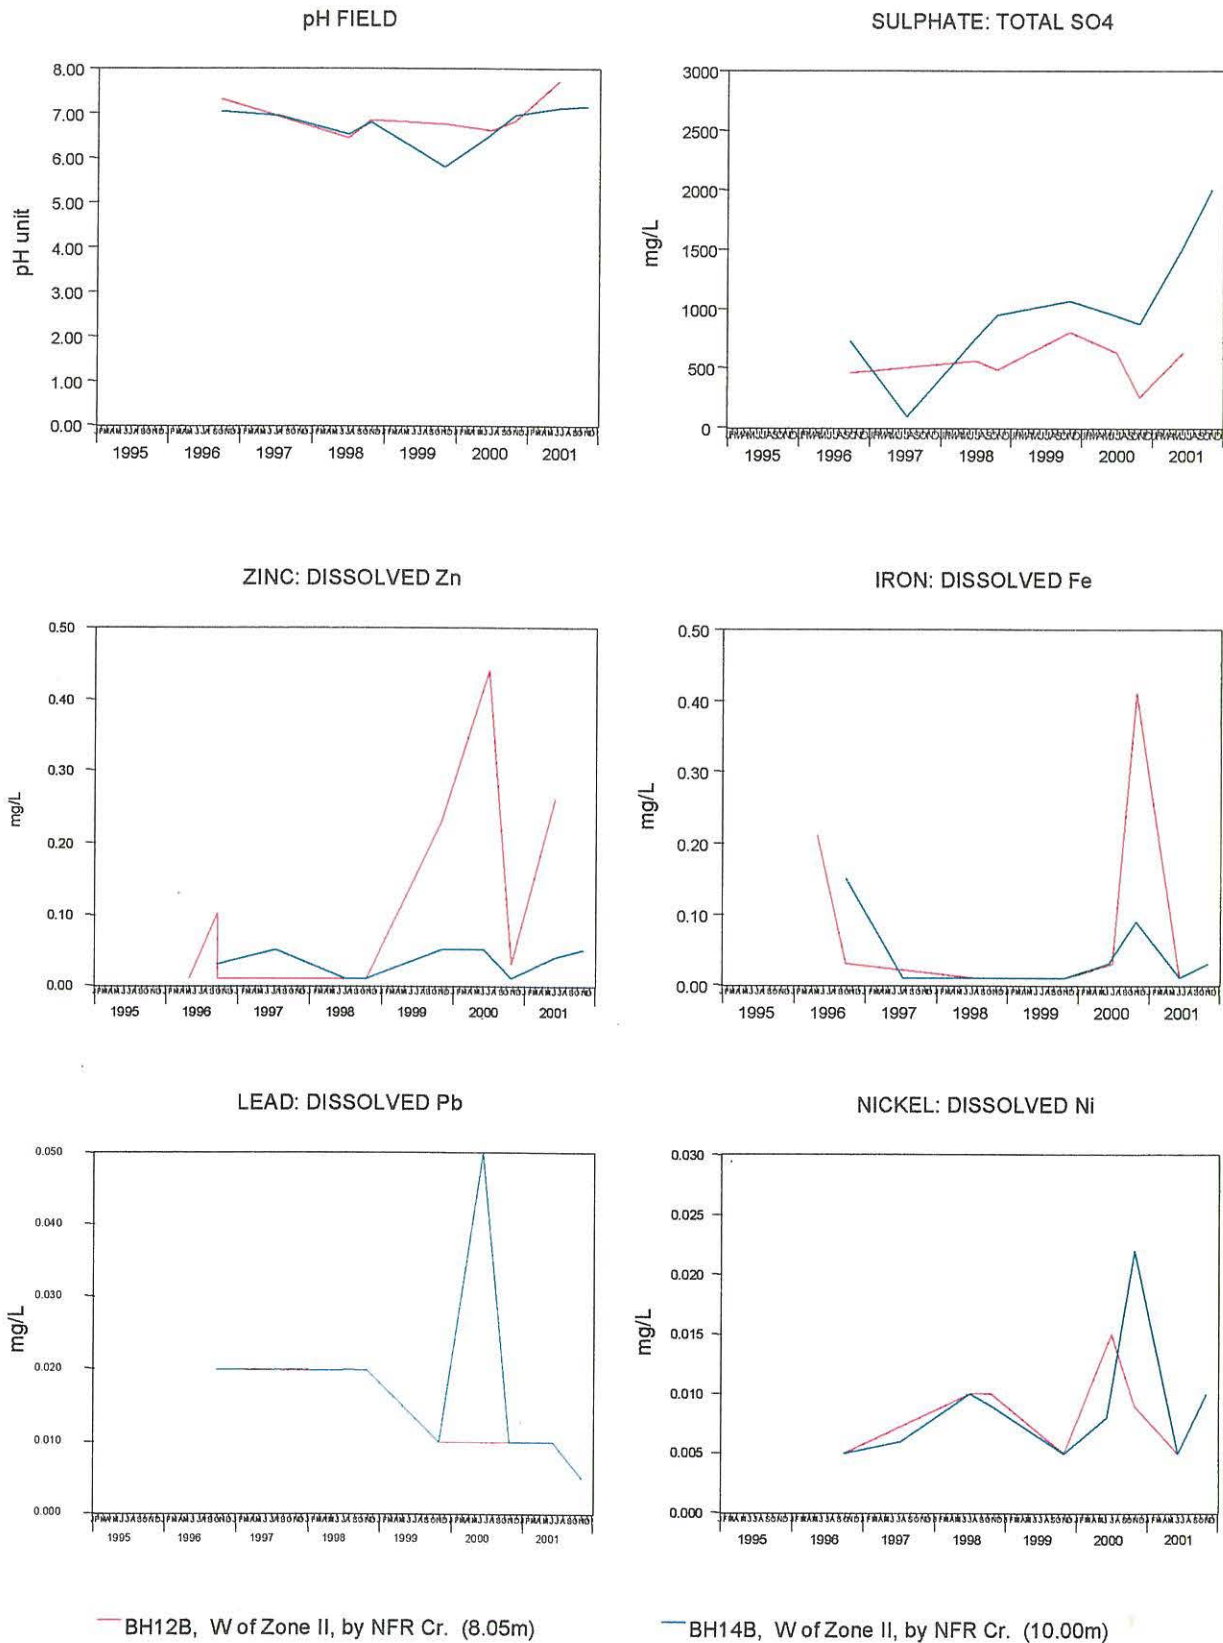 pH FIELD
SULPHATE: TOTAL SO4
8.00
7.00
6.00
5.00
4.00
3.00
2.00
1.00
0.00
pH unit
1995 1996 1997 1998 1999 2000 2001
3000
2500
2000
1500
1000
500
0
mg/L
1995 1996 1997 1998 1999 2000 2001
ZINC: DISSOLVED Zn
IRON: DISSOLVED Fe
0.50
0.40
0.30
0.20
0.10
0.00
mg/L
1995 1996 1997 1998 1999 2000 2001
0.50
0.40
0.30
0.20
0.10
0.00
mg/L
1995 1996 1997 1998 1999 2000 2001
LEAD: DISSOLVED Pb
NICKEL: DISSOLVED Ni
0.050
0.040
0.030
0.020
0.010
0.000
mg/L
1995 1996 1997 1998 1999 2000 2001
0.030
0.025
0.020
0.015
0.010
0.005
0.000
mg/L
1995 1996 1997 1998 1999 2000 2001
BH12B, W of Zone II, by NFR Cr. (8.05m)
BH14B, W of Zone II, by NFR Cr. (10.00m)